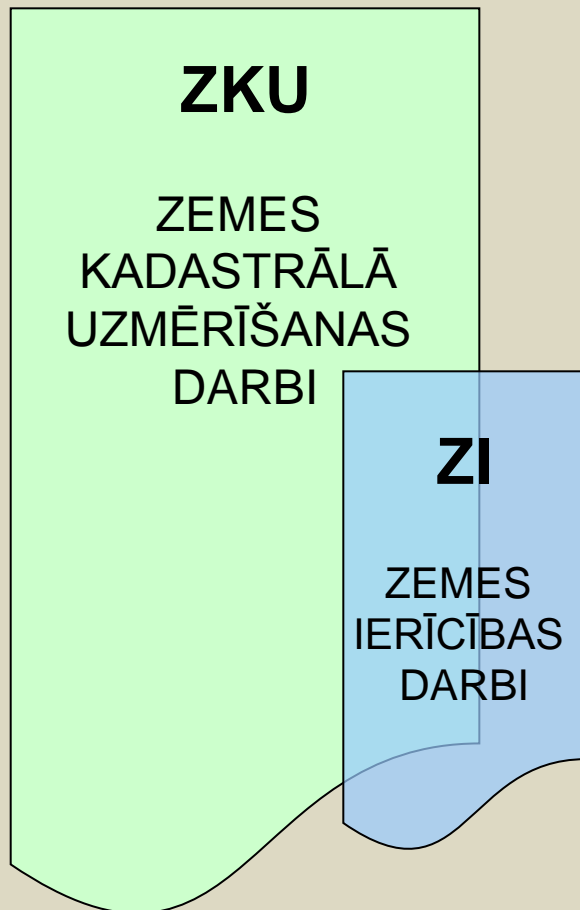 ZKU
ZEMES
KADASTRĀLĀ
UZMĒRĪŠANAS
DARBI
ZI
ZEMES
IERĪCĪBAS
DARBI